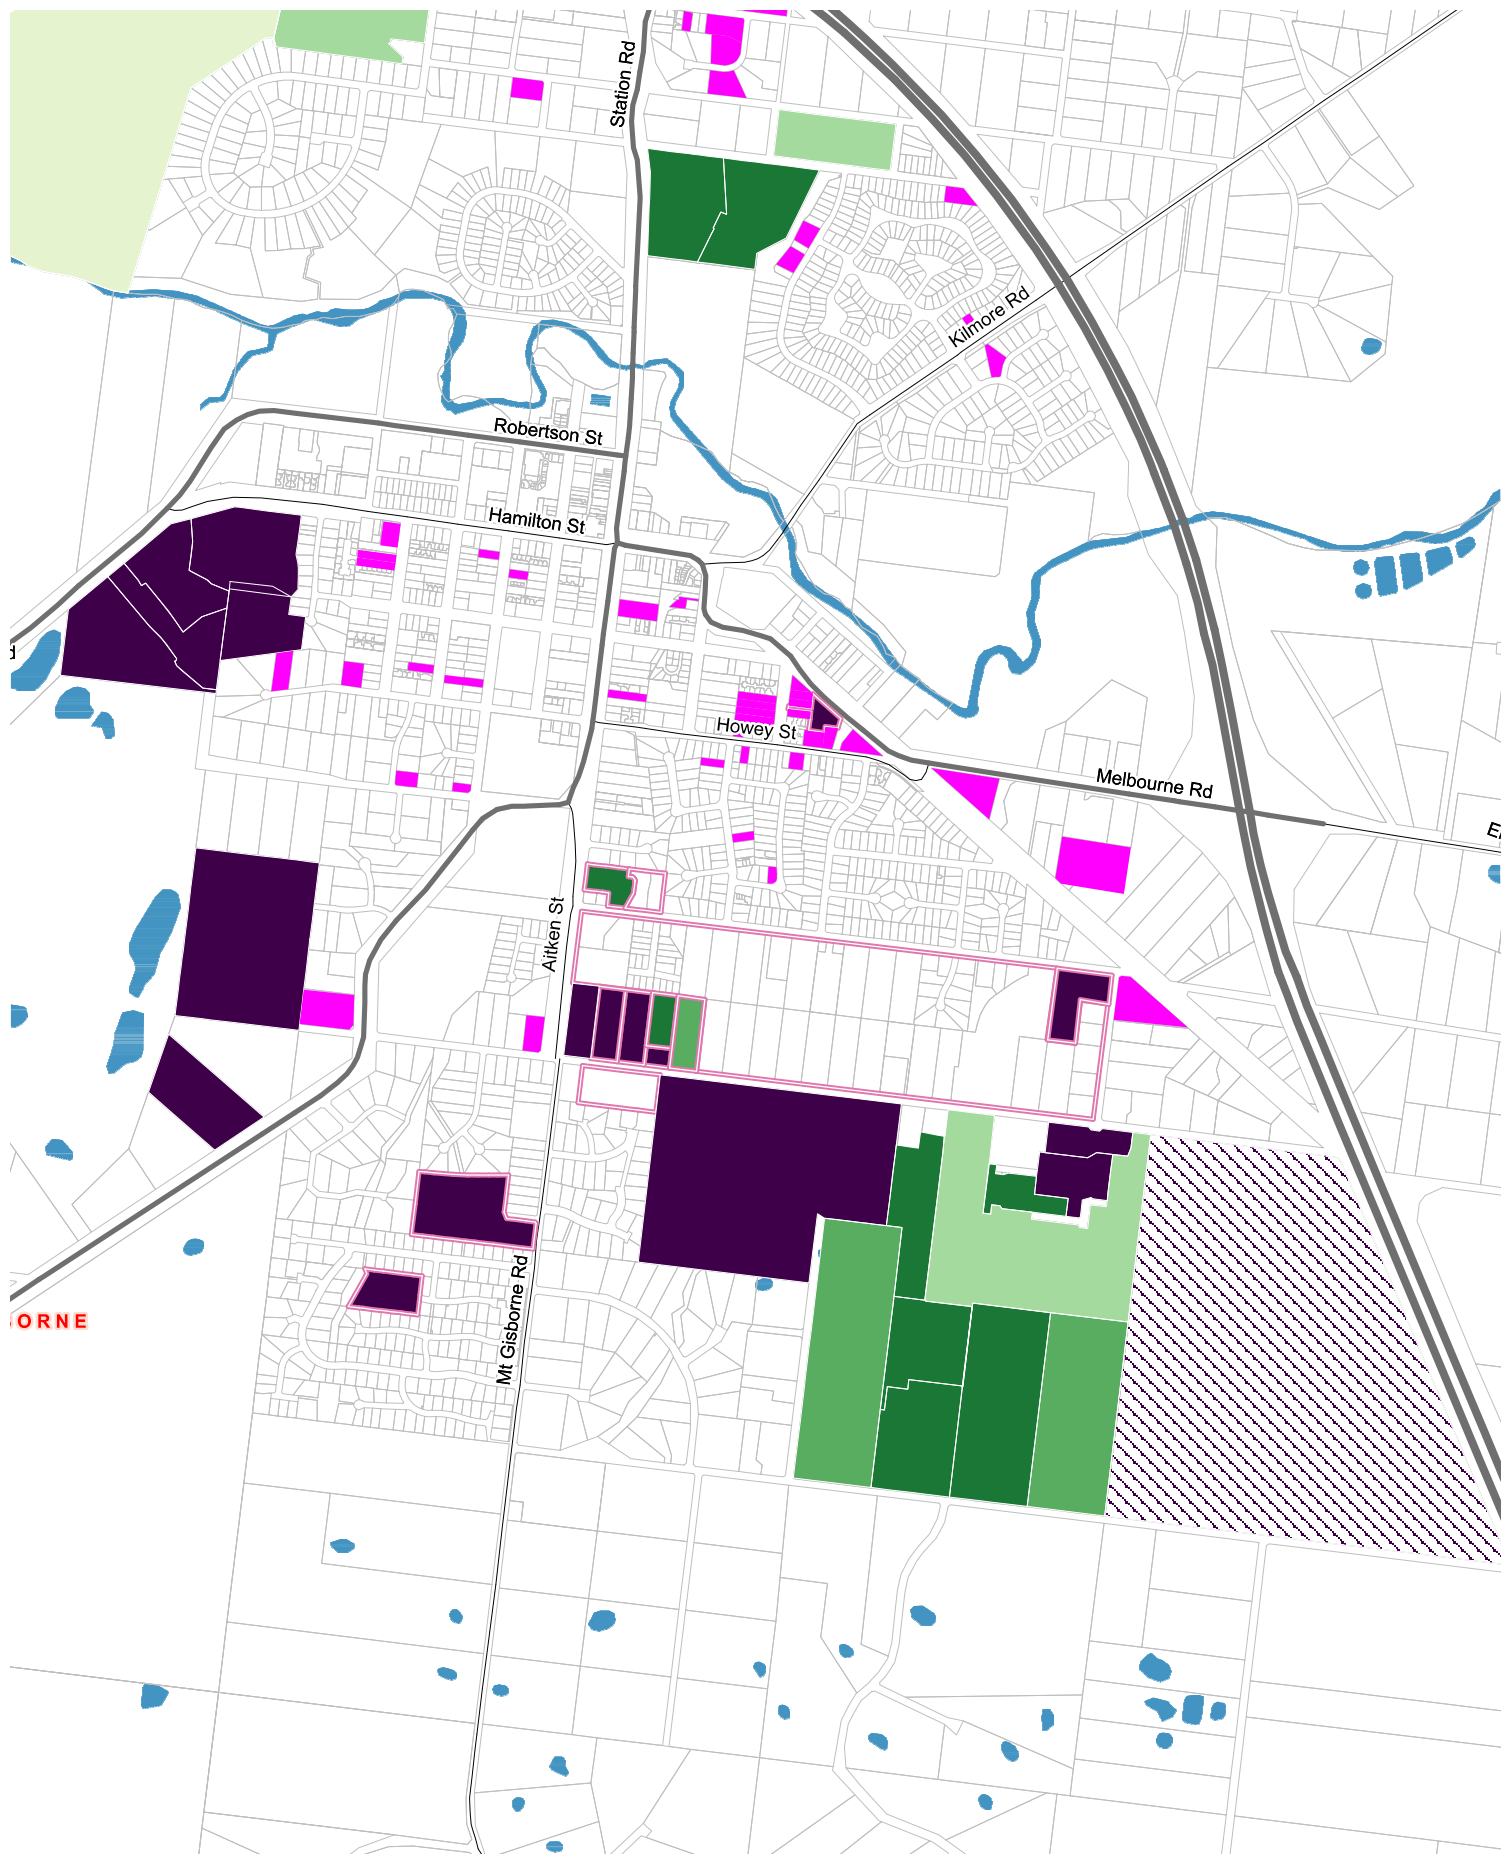 Station Rd
Kilmore Rd
Robertson St
Hamilton St
Howey St
Melbourne Rd
Aitken St
Mt Gisborne Rd
ORNE